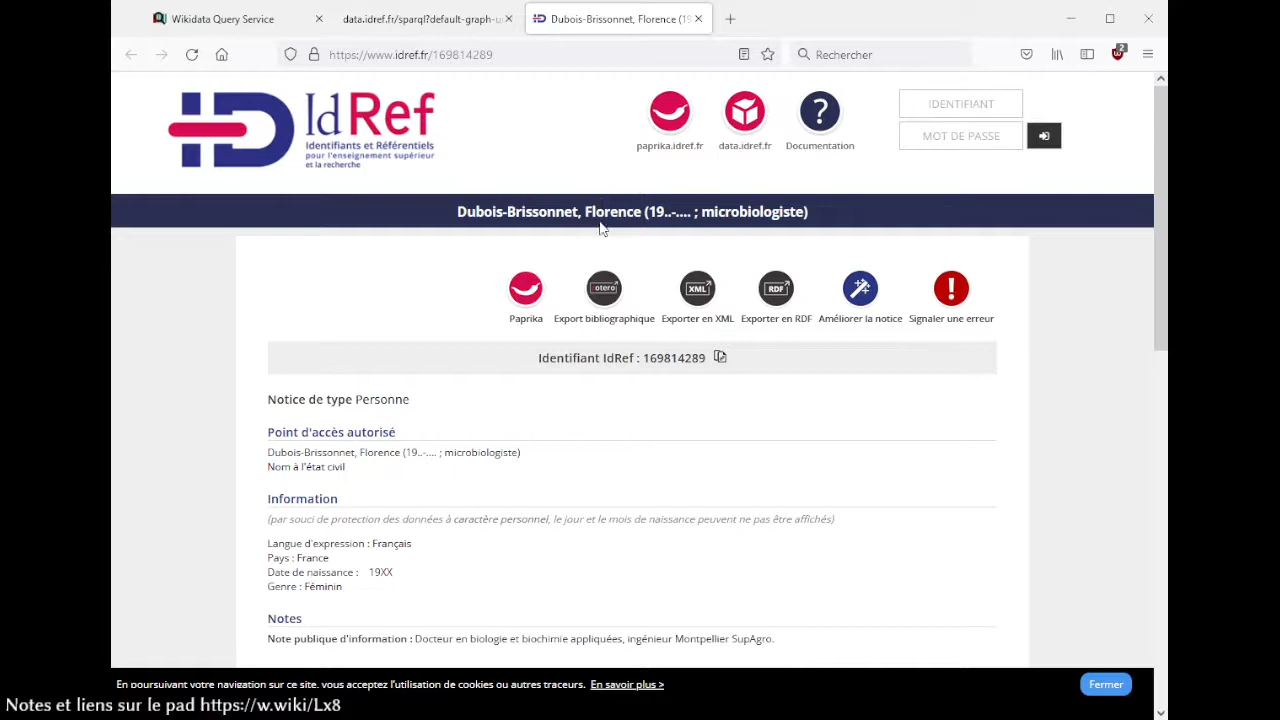 Wikidata Query Service
data.idref.fr/sparql?default-graph-u
Dubois-Brissonnet, Florence (19
https://www.idref.fr/169814289
Rechercher
2
ID IdRef
Identifiants et Référentiels
pour l'enseignement supérieur
et la recherche
paprika.idref.fr
data.idref.fr
?
Documentation
IDENTIFIANT
MOT DE PASSE
Dubois-Brissonnet, Florence (19..-.... ; microbiologiste)
zotero
XML
RDF
!
Paprika
Export bibliographique
Exporter en XML
Exporter en RDF
Améliorer la notice
Signaler une erreur
Identifiant IdRef : 169814289
Notice de type Personne
Point d'accès autorisé
Dubois-Brissonnet, Florence (19..-.... ; microbiologiste)
Nom à l'état civil
Information
(par souci de protection des données à caractère personnel, le jour et le mois de naissance peuvent ne pas être affichés)
Langue d'expression : Français
Pays : France
Date de naissance : 19XX
Genre : Féminin
Notes
Note publique d'information : Docteur en biologie et biochimie appliquées, ingénieur Montpellier SupAgro.
En poursuivant votre navigation sur ce site, vous acceptez l'utilisation de cookies ou autres traceurs. En savoir plus >
Fermer
Notes et liens sur le pad https://w.wiki/Lx8